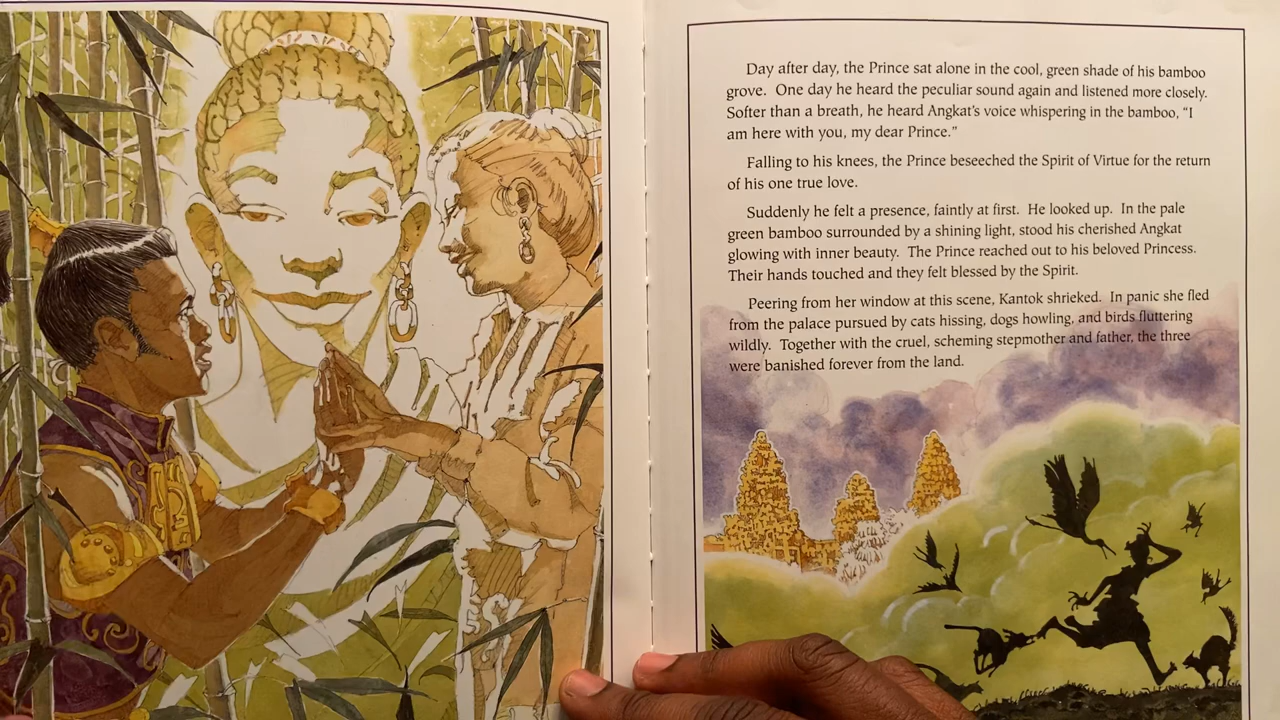 Day after day, the Prince sat alone in the cool, green shade of his bamboo
grove. One day he heard the peculiar sound again and listened more closely.
Softer than a breath, he heard Angkat's voice whispering in the bamboo, "I
am here with you, my dear Prince."
Falling to his knees, the Prince beseeched the Spirit of Virtue for the return
of his one true love.
Suddenly he felt a presence, faintly at first. He looked up. In the pale
green bamboo surrounded by a shining light, stood his cherished Angkat
glowing with inner beauty. The Prince reached out to his beloved Princess.
Their hands touched and they felt blessed by the Spirit.
Peering from her window at this scene, Kantok shrieked. In panic she fled
from the palace pursued by cats hissing, dogs howling, and birds fluttering
wildly. Together with the cruel, scheming stepmother and father, the three
were banished forever from the land.